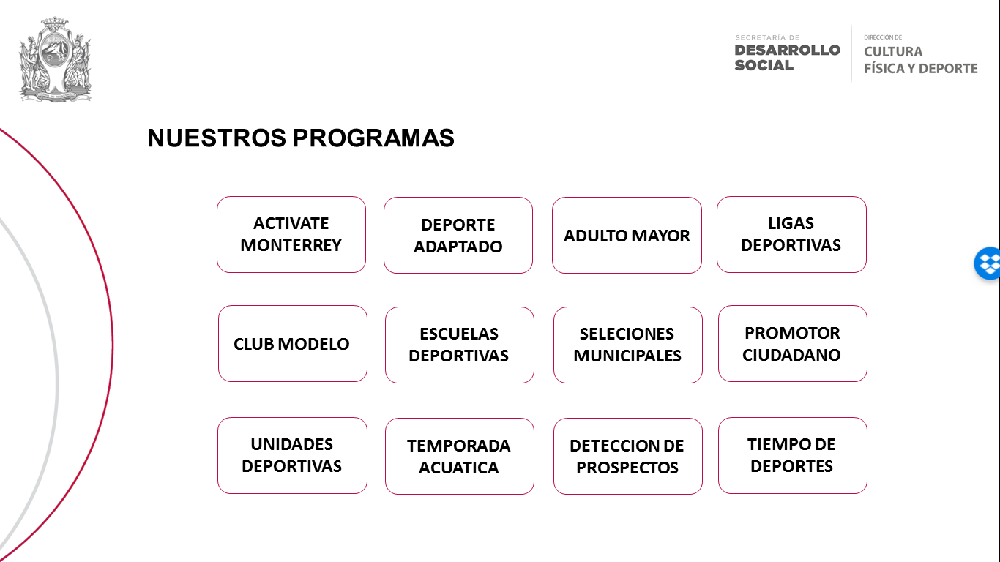 SECRETARÍA DE
DESARROLLO
SOCIAL
DIRECCIÓN DE
CULTURA
FÍSICA Y DEPORTE
NUESTROS PROGRAMAS
ACTIVATE
MONTERREY
DEPORTE
ADAPTADO
ADULTO MAYOR
LIGAS
DEPORTIVAS
CLUB MODELO
ESCUELAS
DEPORTIVAS
SELECIONES
MUNICIPALES
PROMOTOR
CIUDADANO
UNIDADES
DEPORTIVAS
TEMPORADA
ACUATICA
DETECCION DE
PROSPECTOS
TIEMPO DE
DEPORTES